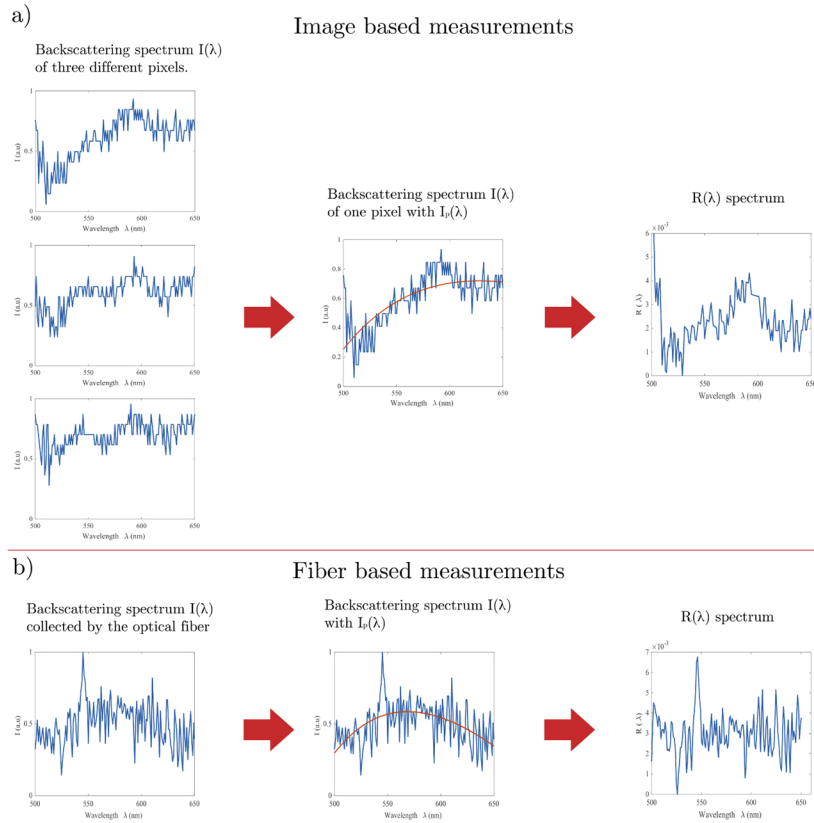 a)
Image based measurements
Backscattering spectrum I(λ)
of three different pixels.
1
0.5
0
I (a.u)
500 550 600 650
Wavelength λ (nm)
1
0.5
0
I (a.u)
500 550 600 650
Wavelength λ (nm)
1
0.5
0
I (a.u)
500 550 600 650
Wavelength λ (nm)
Backscattering spectrum I(λ)
of one pixel with Iₚ(λ)
1
0.8
0.6
0.4
0.2
0
I (a.u)
500 550 600 650
Wavelength λ (nm)
R(λ) spectrum
×10⁻³
6
5
4
3
2
1
0
R (λ)
500 550 600 650
Wavelength λ (nm)
b)
Fiber based measurements
Backscattering spectrum I(λ)
collected by the optical fiber
1
0.5
0
I (a.u)
500 550 600 650
Wavelength λ (nm)
Backscattering spectrum I(λ)
with Iₚ(λ)
1
0.5
0
I (a.u)
500 550 600 650
Wavelength λ (nm)
R(λ) spectrum
×10⁻³
7
6
5
4
3
2
1
0
R (λ)
500 550 600 650
Wavelength λ (nm)